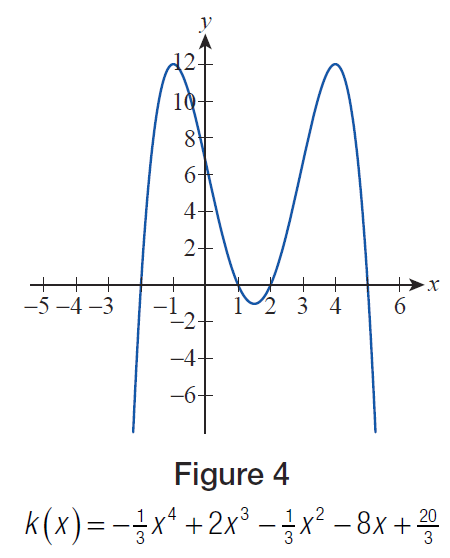 y
12
10
8
6
4
2
-5 -4 -3 -1 1 2 3 4 6 x
-2
-4
-6
Figure 4
k(x) = -⅓x⁴ + 2x³ - ⅓x² - 8x + 20/3